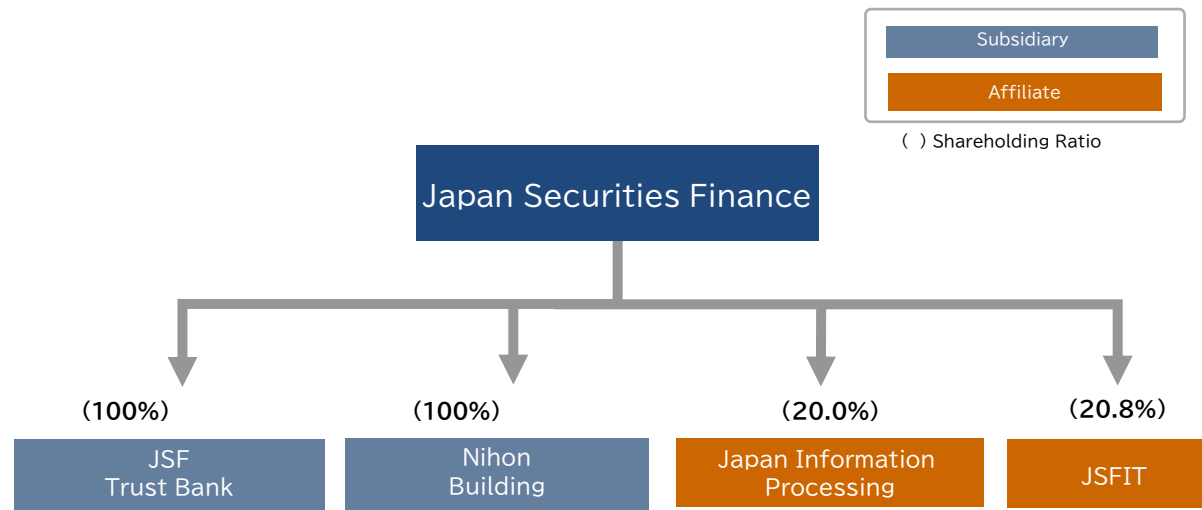 Subsidiary
Affiliate
( ) Shareholding Ratio
Japan Securities Finance
(100%)
(100%)
(20.0%)
(20.8%)
JSF
Trust Bank
Nihon
Building
Japan Information
Processing
JSFIT